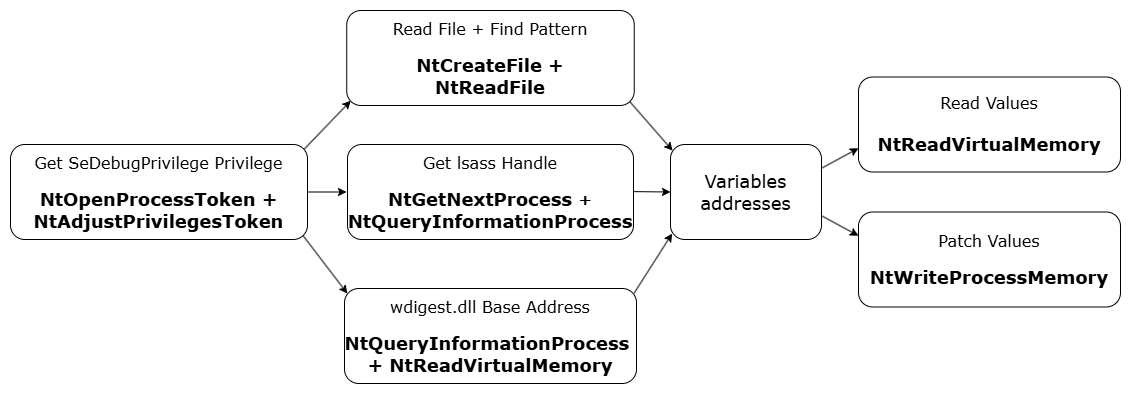 Get SeDebugPrivilege Privilege
NtOpenProcessToken +
NtAdjustPrivilegesToken
Read File + Find Pattern
NtCreateFile +
NtReadFile
Get lsass Handle
NtGetNextProcess +
NtQueryInformationProcess
wdigest.dll Base Address
NtQueryInformationProcess
+ NtReadVirtualMemory
Variables
addresses
Read Values
NtReadVirtualMemory
Patch Values
NtWriteProcessMemory